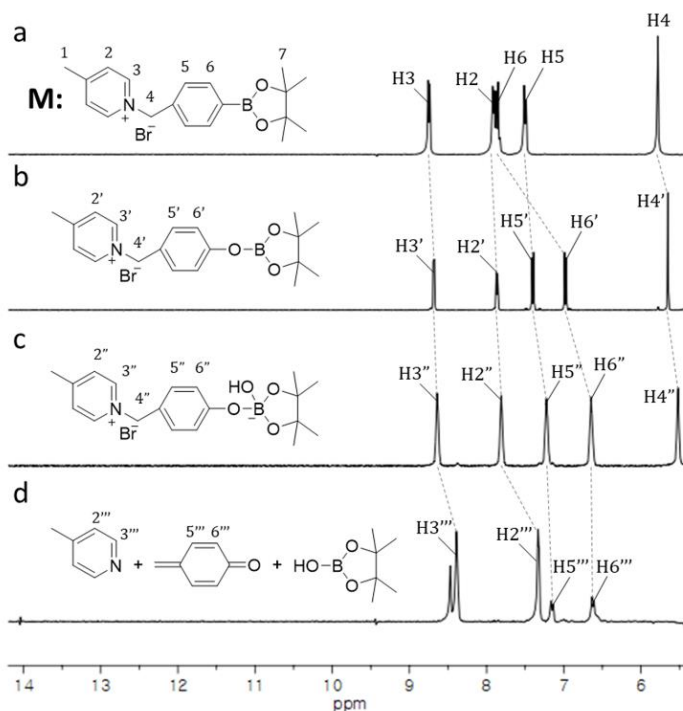 a
1 2 3 4 5 6 7
M:
N
+
Br−
B
O
O
H3 H2 H6 H5 H4
b
2' 3' 4' 5' 6'
N
+
Br−
O
B
O
O
H3' H2' H5' H6' H4'
c
2" 3" 4" 5" 6"
HO
N
+
Br−
O
B
−
O
O
H3" H2" H5" H6" H4"
d
2''' 3''' 5''' 6'''
N + O + HO B O O
H3''' H2''' H5''' H6'''
14 13 12 11 10 9 8 7 6
ppm